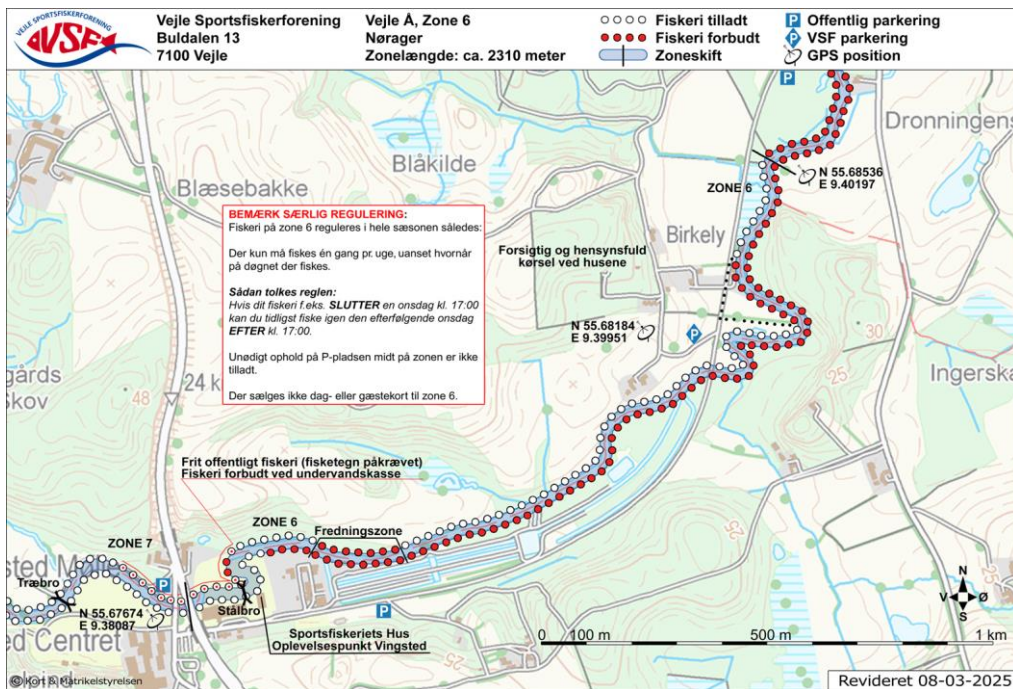 VEJLE SPORTSFISKERFORENING
VSF
Vejle Sportsfiskerforening
Buldalen 13
7100 Vejle
Vejle Å, Zone 6
Nørager
Zonelængde: ca. 2310 meter
Fiskeri tilladt
Fiskeri forbudt
Zoneskift
P Offentlig parkering
P VSF parkering
GPS position
P
Dronningens
N 55.68536
E 9.40197
ZONE 6
Blåkilde
Blæsebakke
BEMÆRK SÆRLIG REGULERING:
Fiskeri på zone 6 reguleres i hele sæsonen således:
Der kun må fiskes én gang pr. uge, uanset hvornår
på døgnet der fiskes.
Sådan tolkes reglen:
Hvis dit fiskeri f.eks. SLUTTER en onsdag kl. 17:00
kan du tidligst fiske igen den efterfølgende onsdag
EFTER kl. 17:00.
Unødigt ophold på P-pladsen midt på zonen er ikke
tilladt.
Der sælges ikke dag- eller gæstekort til zone 6.
Birkely
Forsigtig og hensynsfuld
kørsel ved husene
N 55.68184
E 9.39951
P
30
25
Ingerska
gårds
Skov
24 k
48
Frit offentligt fiskeri (fisketegn påkrævet)
Fiskeri forbudt ved undervandskasse
ZONE 6
Fredningszone
ZONE 7
sted Mølle
Træbro
P
N 55.67674
E 9.38087
Stålbro
P
Sportsfiskeriets Hus
Oplevelsespunkt Vingsted
ed Centret
lpind
25
25
N
V Ø
S
0 100 m 500 m 1 km
© Kort & Matrikelstyrelsen
Revideret 08-03-2025